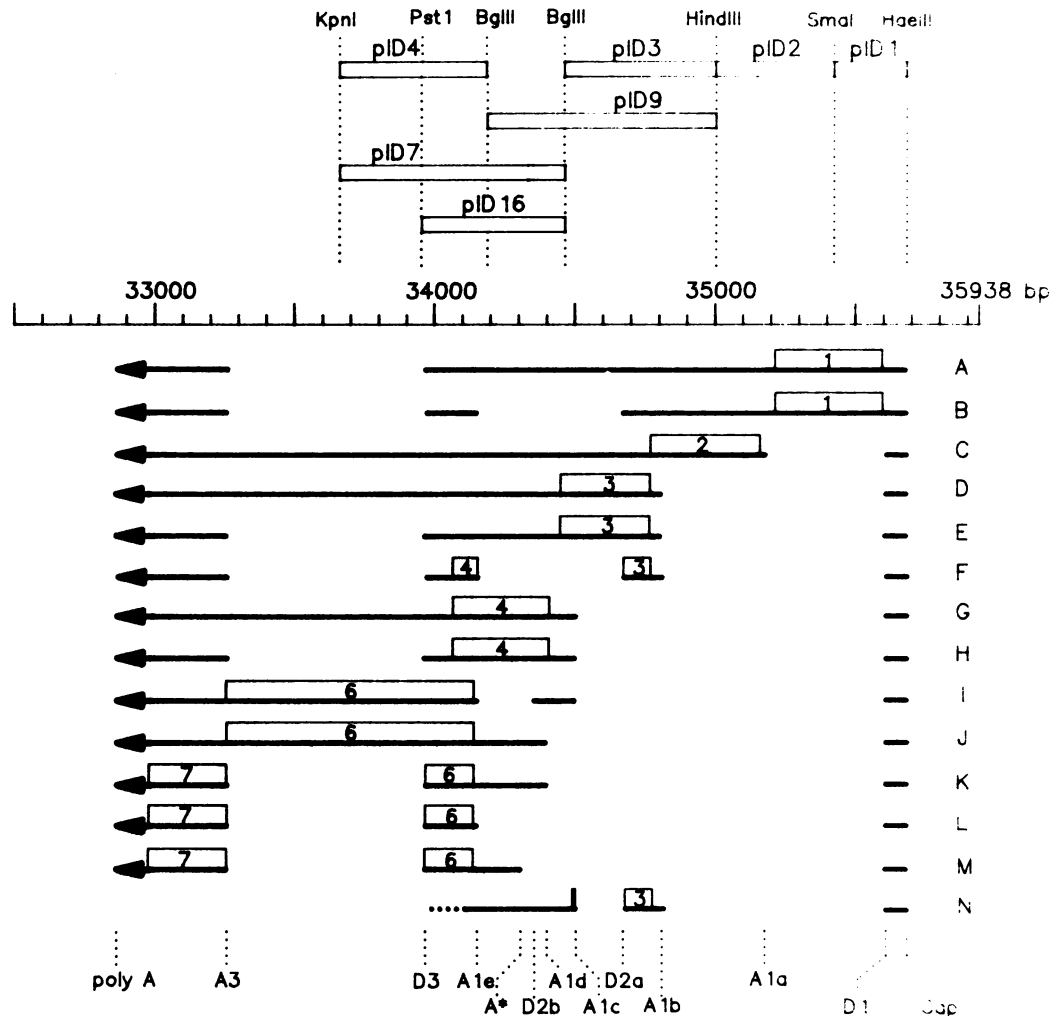 KpnI Pst1 BglII BglII HindIII SmaI HaeIII
pID4 pID3 pID2 pID1
pID9
pID7
pID16
33000 34000 35000 35938 bp
1 A
1 B
2 C
3 D
3 E
4 3 F
4 G
4 H
6 I
6 J
7 6 K
7 6 L
7 6 M
3 N
poly A A3 D3 A1e A1d D2a A1a D1 Cap
A* D2b A1c A1b